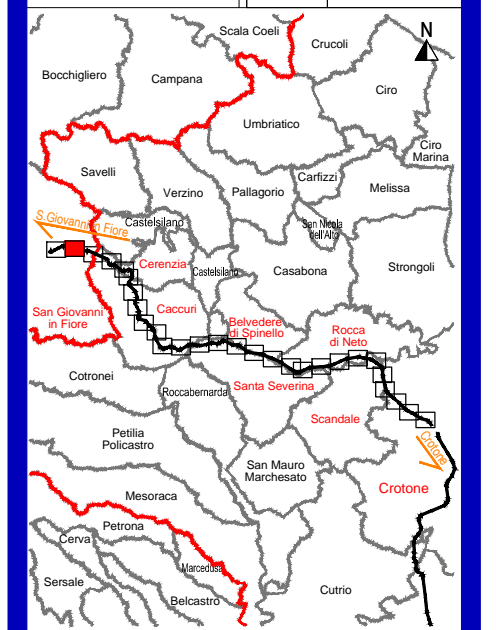 Scala Coeli
Crucoli
N
Bocchigliero
Campana
Ciro
Umbriatico
Ciro
Marina
Savelli
Verzino
Pallagorio
Carfizzi
Melissa
S.Giovanni in Fiore
Castelsilano
San Nicola
dell'Alto
Cerenzia
Castelsilano
Casabona
Strongoli
San Giovanni
in Fiore
Caccuri
Belvedere
di Spinello
Rocca
di Neto
Cotronei
Roccabernarda
Santa Severina
Scandale
Petilia
Policastro
Crotone
San Mauro
Marchesato
Crotone
Mesoraca
Petrona
Cerva
Marcedusa
Sersale
Belcastro
Cutrio